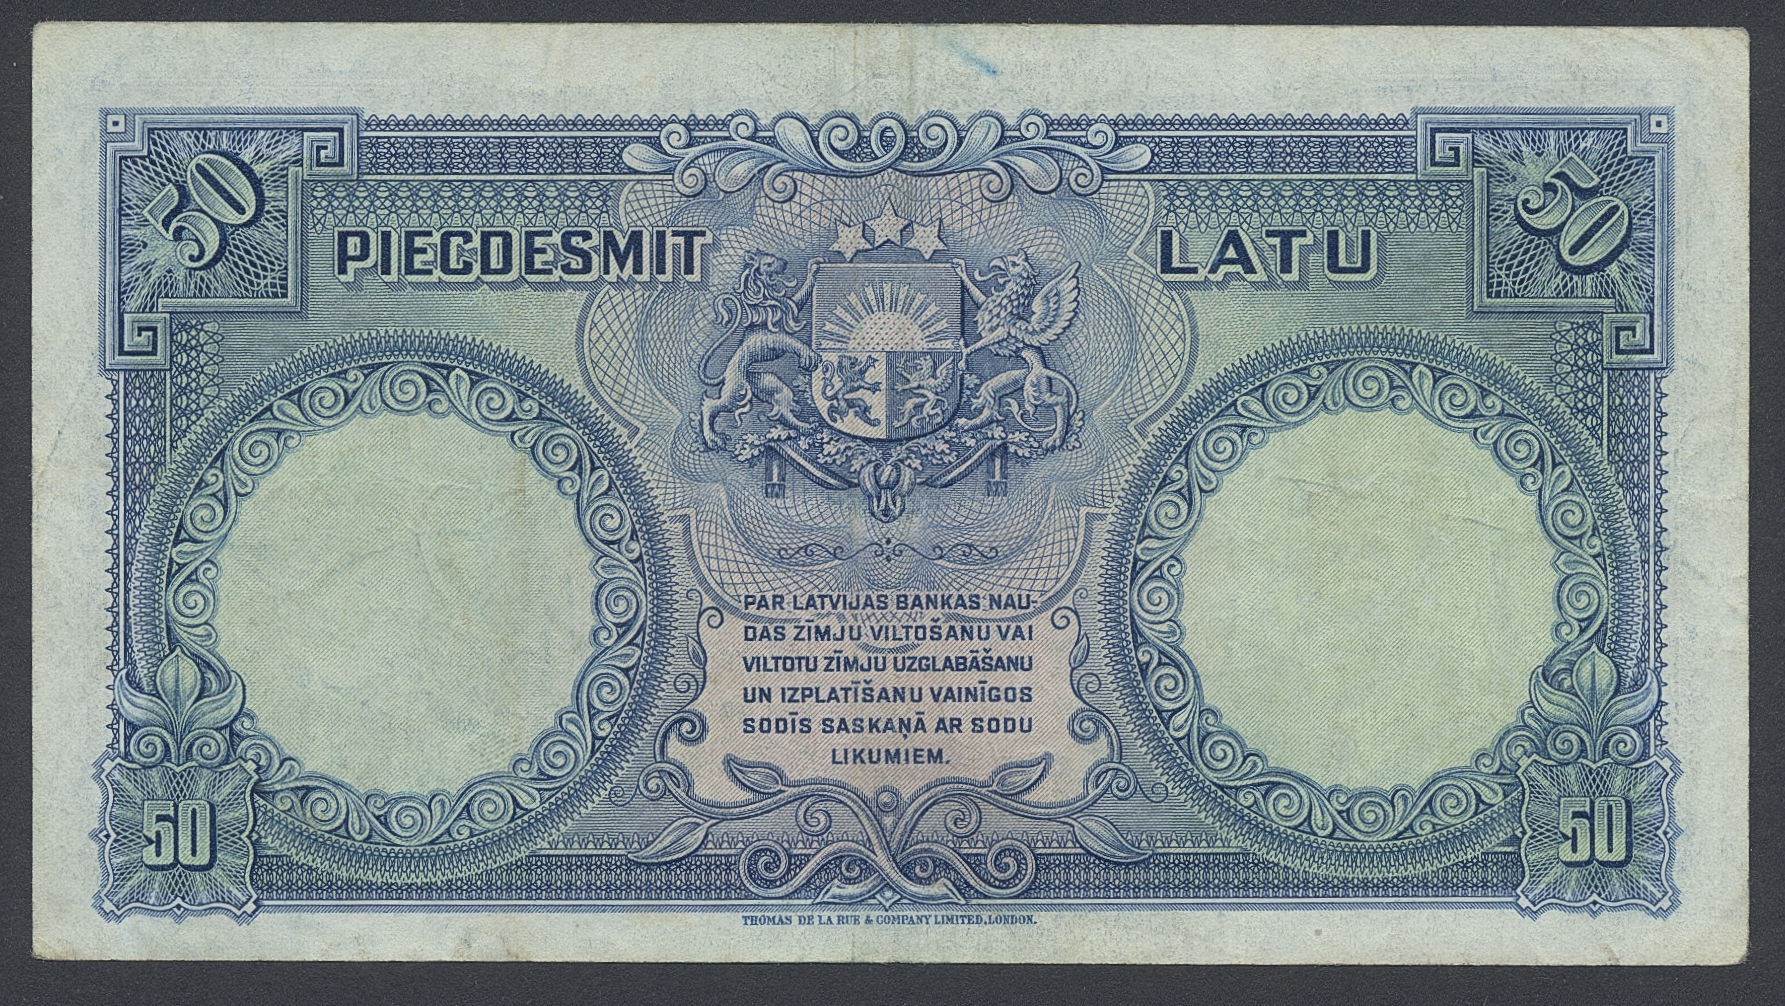 50 50
PIECDESMIT LATU
PAR LATVIJAS BANKAS NAU-
DAS ZĪMJU VILTOŠANU VAI
VILTOTU ZĪMJU UZGLABĀŠANU
UN IZPLATĪŠANU VAINĪGOS
SODĪS SASKAŅĀ AR SODU
LIKUMIEM.
50 50
THOMAS DE LA RUE & COMPANY LIMITED, LONDON.